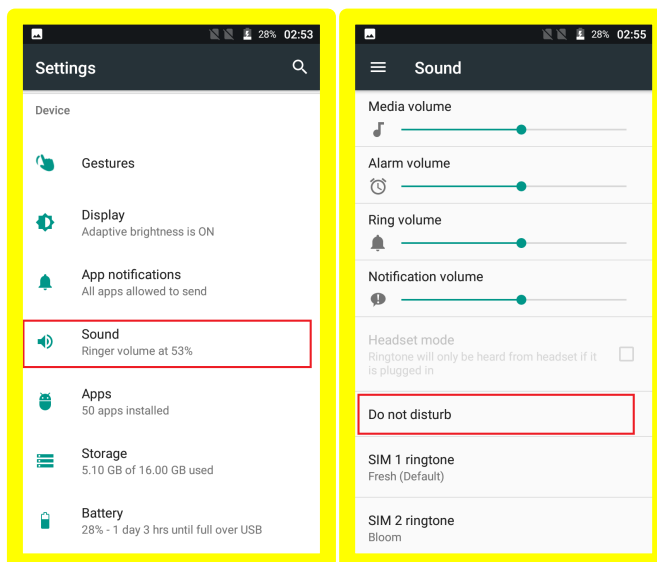 28% 02:53
Settings
Device
Gestures
Display
Adaptive brightness is ON
App notifications
All apps allowed to send
Sound
Ringer volume at 53%
Apps
50 apps installed
Storage
5.10 GB of 16.00 GB used
Battery
28% - 1 day 3 hrs until full over USB
28% 02:55
Sound
Media volume
Alarm volume
Ring volume
Notification volume
Headset mode
Ringtone will only be heard from headset if it
is plugged in
Do not disturb
SIM 1 ringtone
Fresh (Default)
SIM 2 ringtone
Bloom